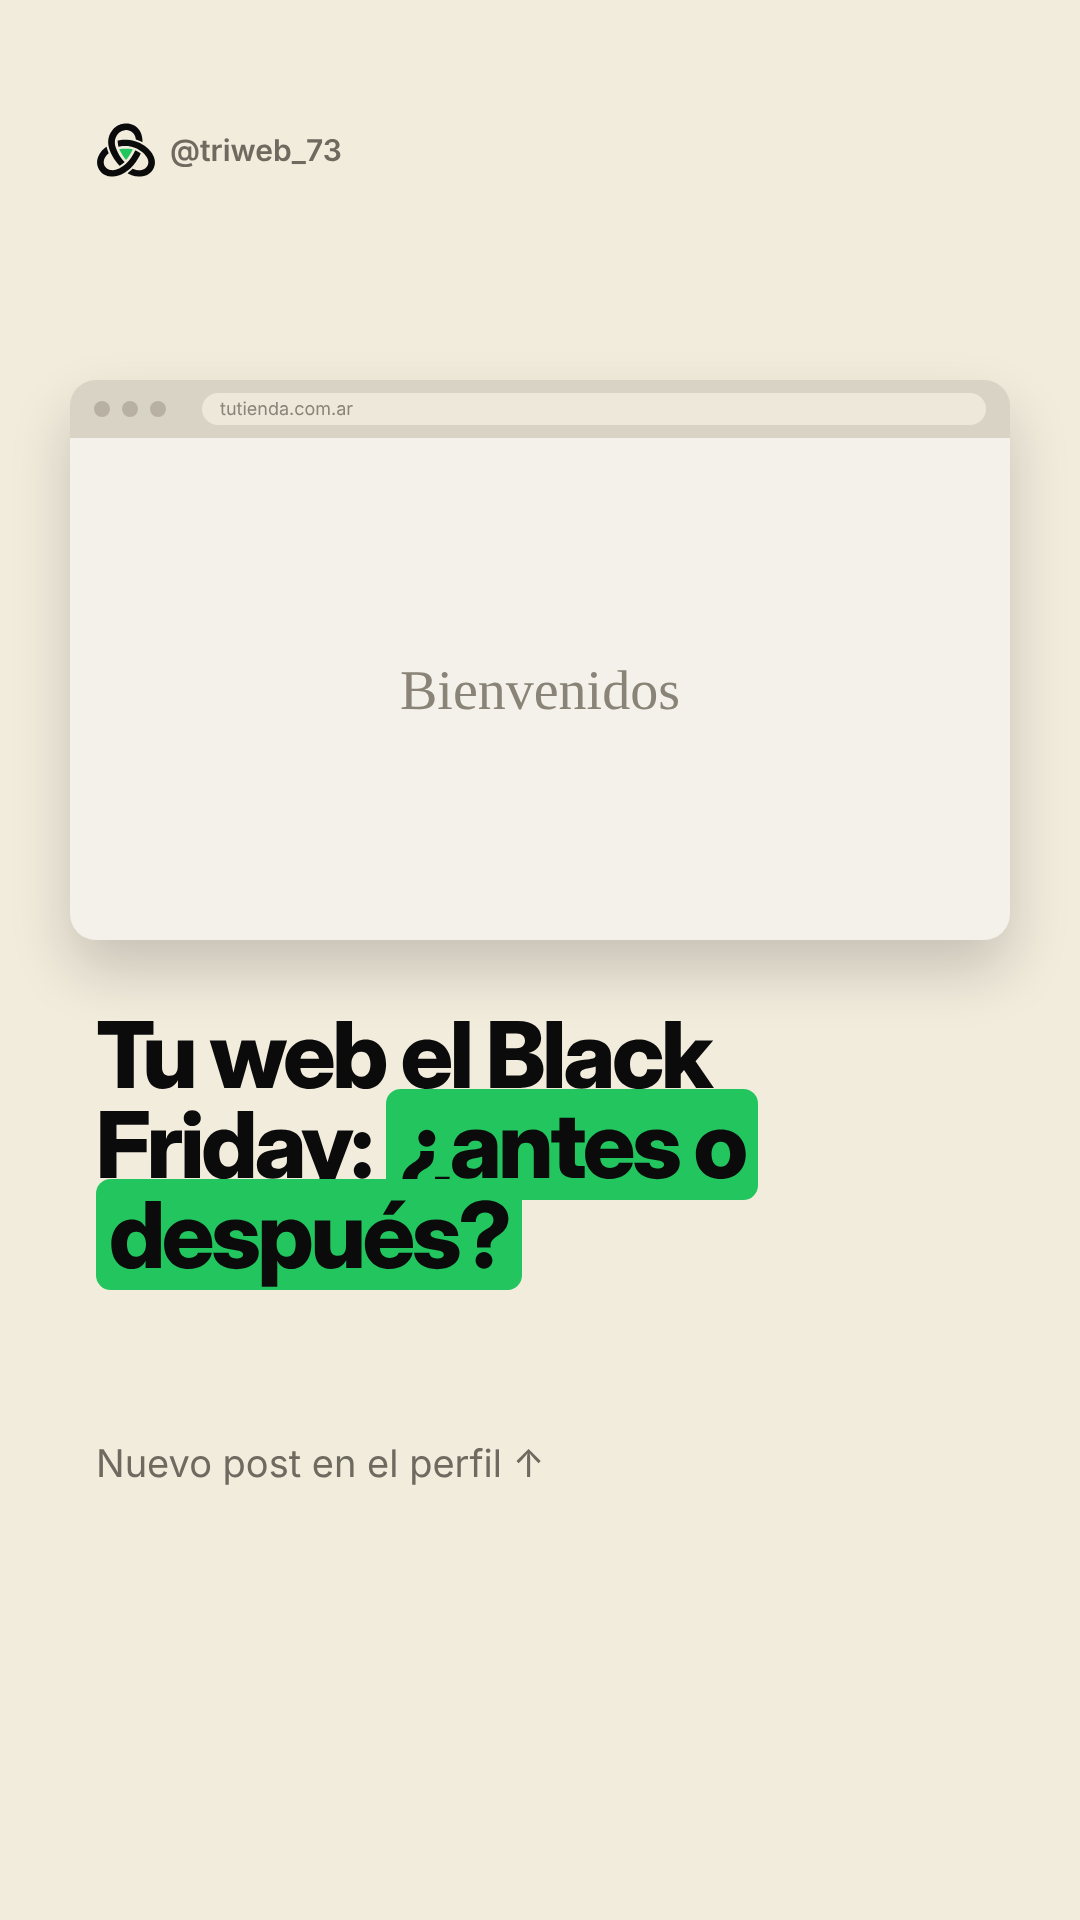 @triweb_73
tutienda.com.ar
Bienvenidos
Tu web el Black
Friday: ¿antes o
después?
Nuevo post en el perfil ↑